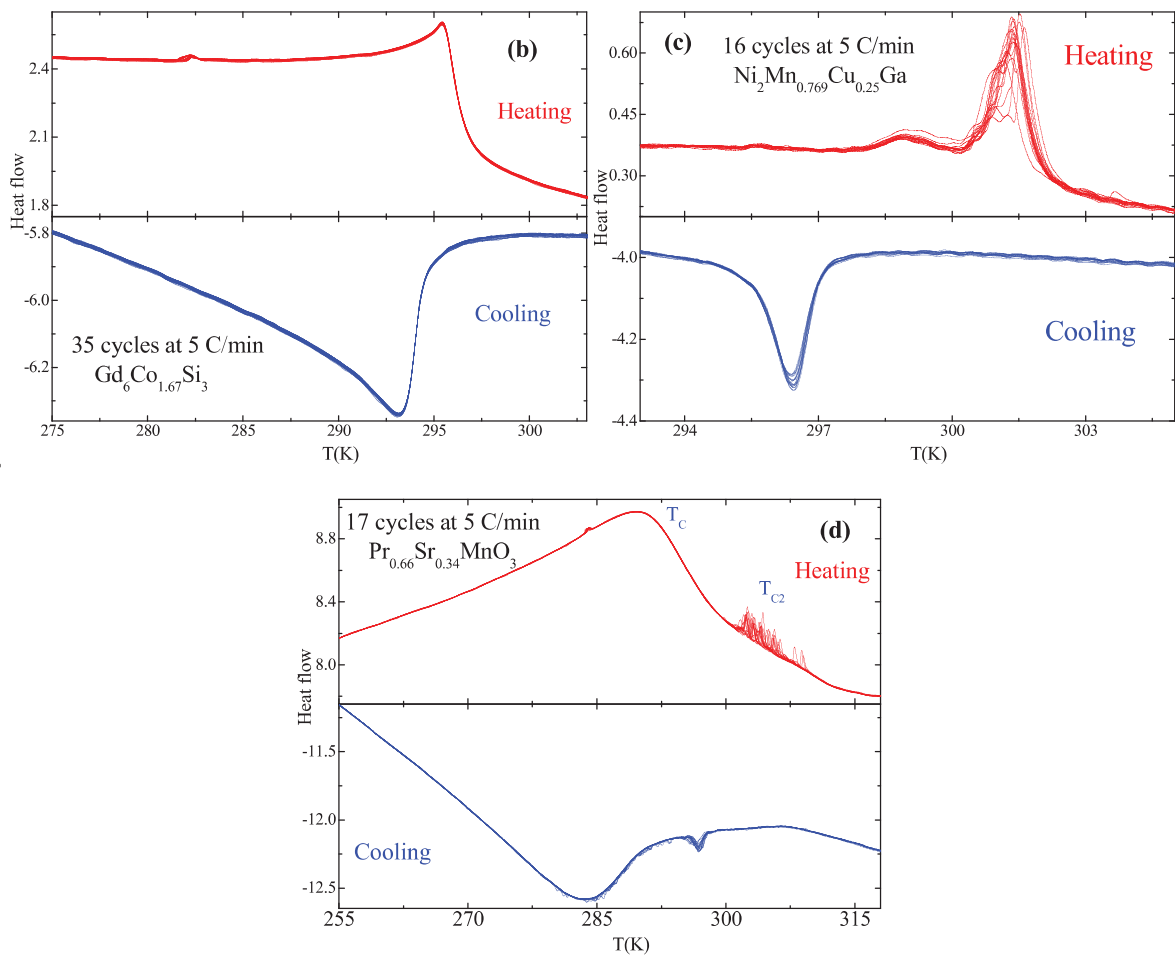 (b)
Heating
2.4
2.1
1.8
Heat flow
-5.8
-6.0
-6.2
Cooling
35 cycles at 5 C/min
Gd6Co1.67Si3
275 280 285 290 295 300
T(K)
(c)
16 cycles at 5 C/min
Ni2Mn0.769Cu0.25Ga
Heating
0.60
0.45
0.30
Heat flow
-4.0
-4.2
-4.4
Cooling
294 297 300 303
T(K)
17 cycles at 5 C/min
Pr0.66Sr0.34MnO3
TC
(d)
Heating
TC2
8.8
8.4
8.0
Heat flow
-11.5
-12.0
-12.5
Cooling
255 270 285 300 315
T(K)